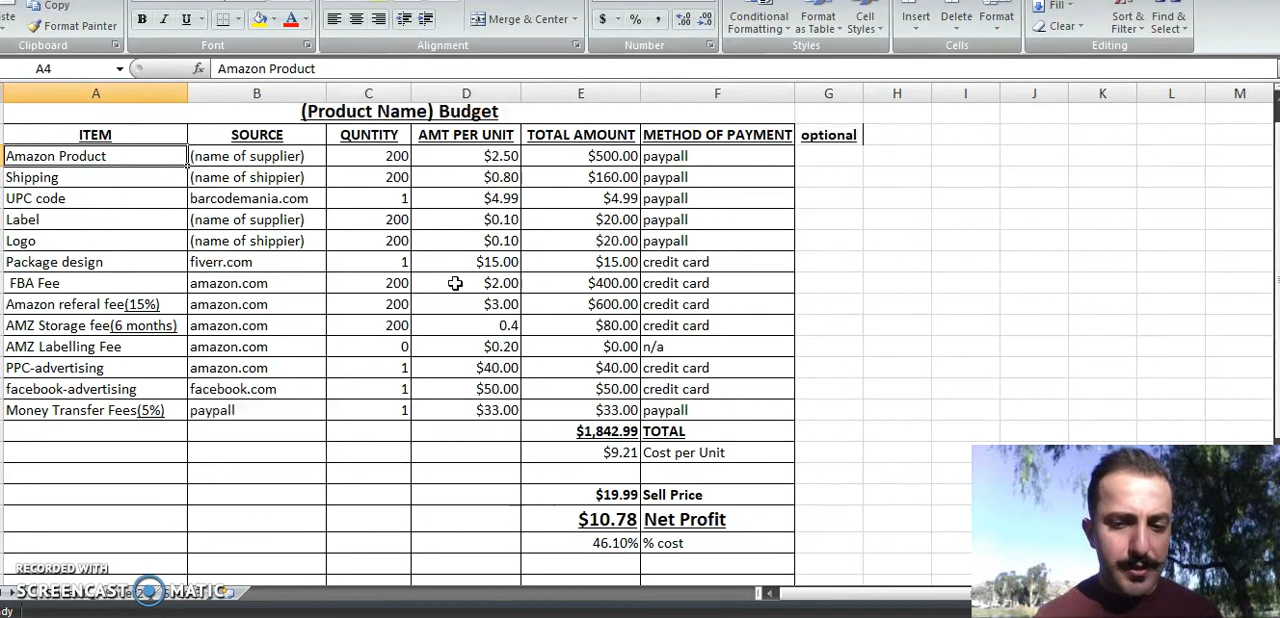 Copy
Format Painter
Clipboard
B I U A
Font
Merge & Center
Alignment
$ % ,
Number
Conditional Formatting
Format as Table
Cell Styles
Styles
Insert Delete Format
Cells
Fill
Clear
Sort & Filter
Find & Select
Editing
A4 fx Amazon Product
A B C D E F G H I J K L M
(Product Name) Budget
ITEM SOURCE QUNTITY AMT PER UNIT TOTAL AMOUNT METHOD OF PAYMENT optional
Amazon Product (name of supplier) 200 $2.50 $500.00 paypall
Shipping (name of shippier) 200 $0.80 $160.00 paypall
UPC code barcodemania.com 1 $4.99 $4.99 paypall
Label (name of supplier) 200 $0.10 $20.00 paypall
Logo (name of shippier) 200 $0.10 $20.00 paypall
Package design fiverr.com 1 $15.00 $15.00 credit card
FBA Fee amazon.com 200 $2.00 $400.00 credit card
Amazon referal fee(15%) amazon.com 200 $3.00 $600.00 credit card
AMZ Storage fee(6 months) amazon.com 200 0.4 $80.00 credit card
AMZ Labelling Fee amazon.com 0 $0.20 $0.00 n/a
PPC-advertising amazon.com 1 $40.00 $40.00 credit card
facebook-advertising facebook.com 1 $50.00 $50.00 credit card
Money Transfer Fees(5%) paypall 1 $33.00 $33.00 paypall
$1,842.99 TOTAL
$9.21 Cost per Unit
$19.99 Sell Price
$10.78 Net Profit
46.10% % cost
RECORDED WITH
SCREENCAST MATIC